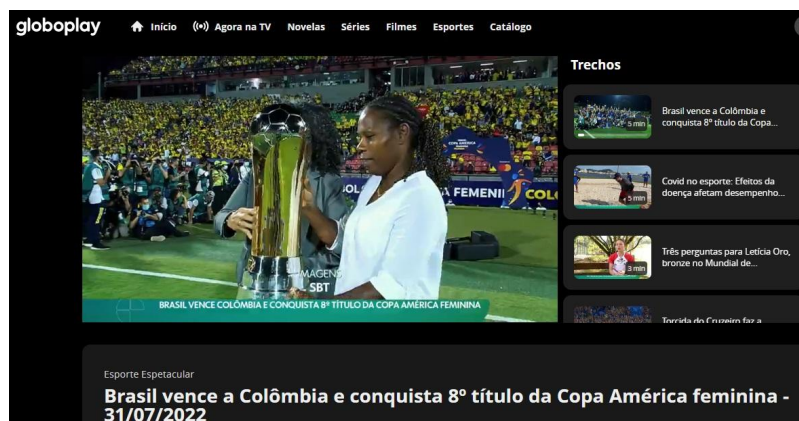 globoplay
Início
Agora na TV
Novelas
Séries
Filmes
Esportes
Catálogo
Trechos
Brasil vence a Colômbia e
conquista 8º título da Copa...
5 min
Covid no esporte: Efeitos da
doença afetam desempenho...
5 min
Três perguntas para Letícia Oro,
bronze no Mundial de...
3 min
Torcida do Cruzeiro faz a
A FEMENI
COL
MAGENS
SBT
BRASIL VENCE COLÔMBIA E CONQUISTA 8º TÍTULO DA COPA AMÉRICA FEMININA
Esporte Espetacular
Brasil vence a Colômbia e conquista 8º título da Copa América feminina -
31/07/2022